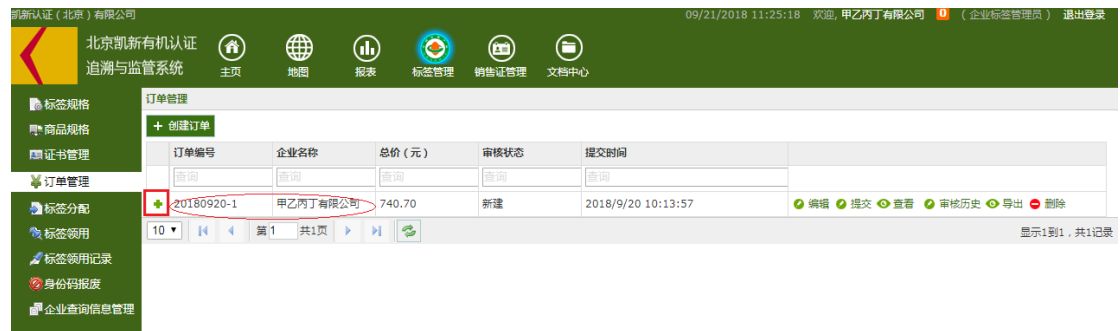 凯新认证（北京）有限公司 09/21/2018 11:25:18 欢迎, 甲乙丙丁有限公司 0 （企业标签管理员） 退出登录
北京凯新有机认证
追溯与监管系统
主页 地图 报表 标签管理 销售证管理 文档中心
标签规格
商品规格
证书管理
订单管理
标签分配
标签领用
标签领用记录
身份码报废
企业查询信息管理
订单管理
+ 创建订单
订单编号 企业名称 总价（元） 审核状态 提交时间
查询 查询 查询 查询 查询
20180920-1 甲乙丙丁有限公司 740.70 新建 2018/9/20 10:13:57 编辑 提交 查看 审核历史 导出 删除
10 第 1 共1页 显示1到1，共1记录